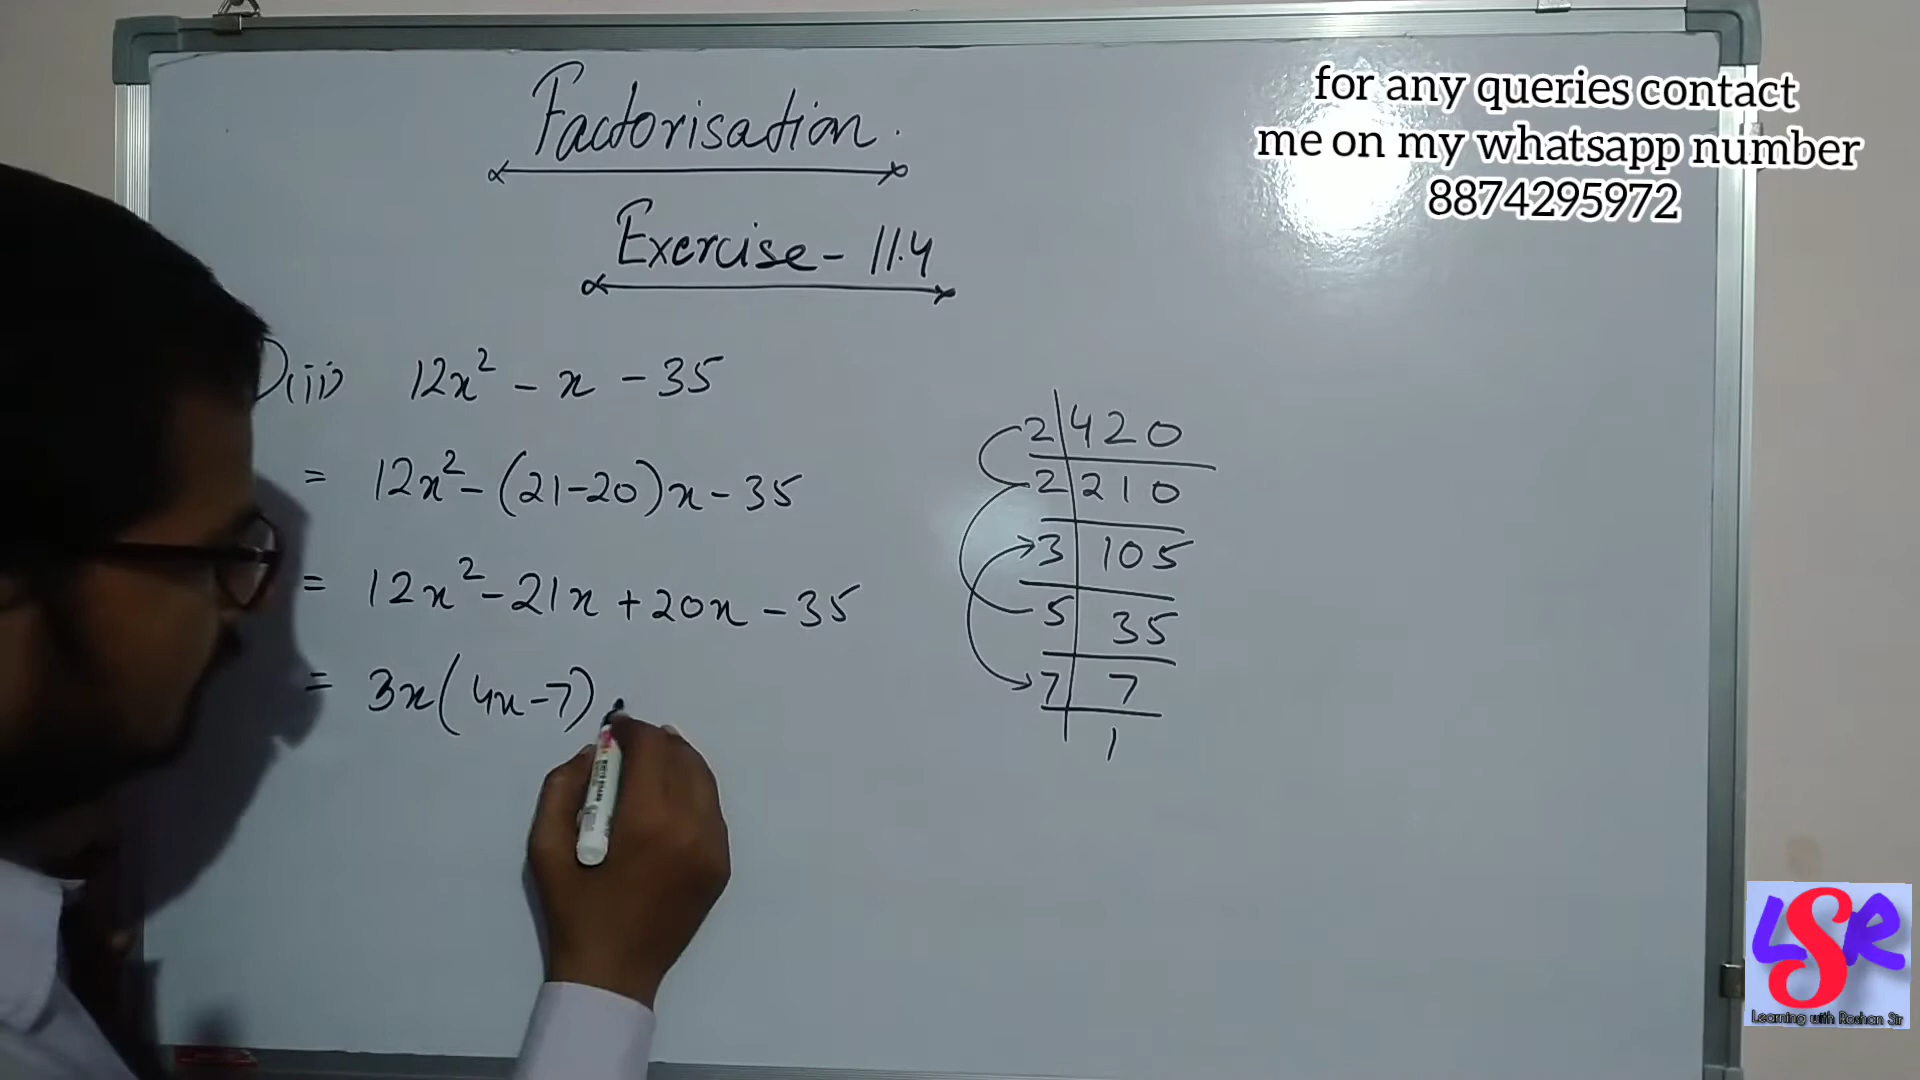 Factorisation.
Exercise - 11.4
(ii) 12x² - x - 35
= 12x² - (21-20)x - 35
= 12x² - 21x + 20x - 35
= 3x(4x-7)
2 420
2 210
3 105
5 35
7 7
1
for any queries contact
me on my whatsapp number
8874295972
LSR
Learning with Roshan Sir